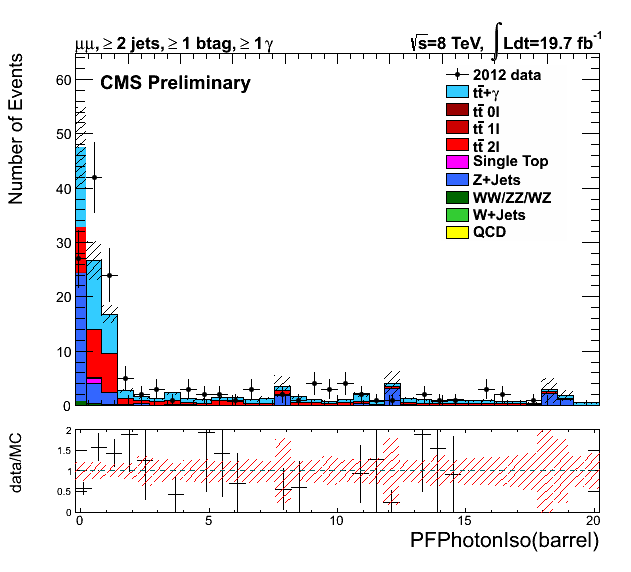 μμ, ≥ 2 jets, ≥ 1 btag, ≥ 1 γ
√s=8 TeV, ∫ Ldt=19.7 fb⁻¹
CMS Preliminary
Number of Events
60
50
40
30
20
10
0
2012 data
tt̄+γ
tt̄ 0l
tt̄ 1l
tt̄ 2l
Single Top
Z+Jets
WW/ZZ/WZ
W+Jets
QCD
data/MC
2
1.5
1
0.5
0
0 5 10 15 20
PFPhotonIso(barrel)